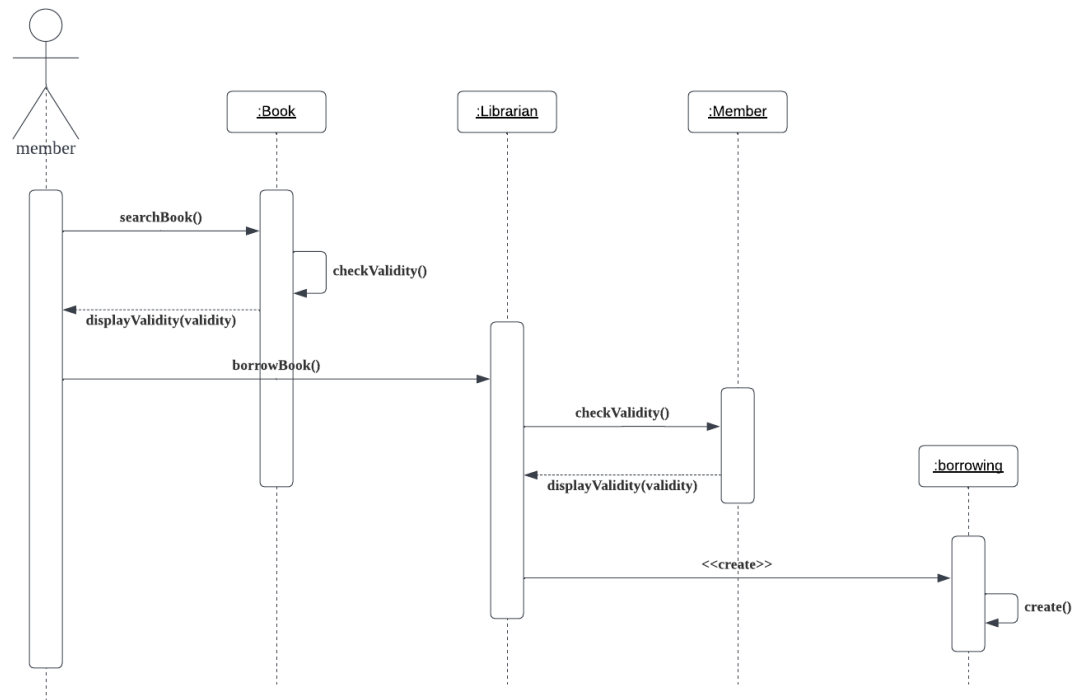 member
:Book
:Librarian
:Member
searchBook()
checkValidity()
displayValidity(validity)
borrowBook()
checkValidity()
displayValidity(validity)
:borrowing
<<create>>
create()